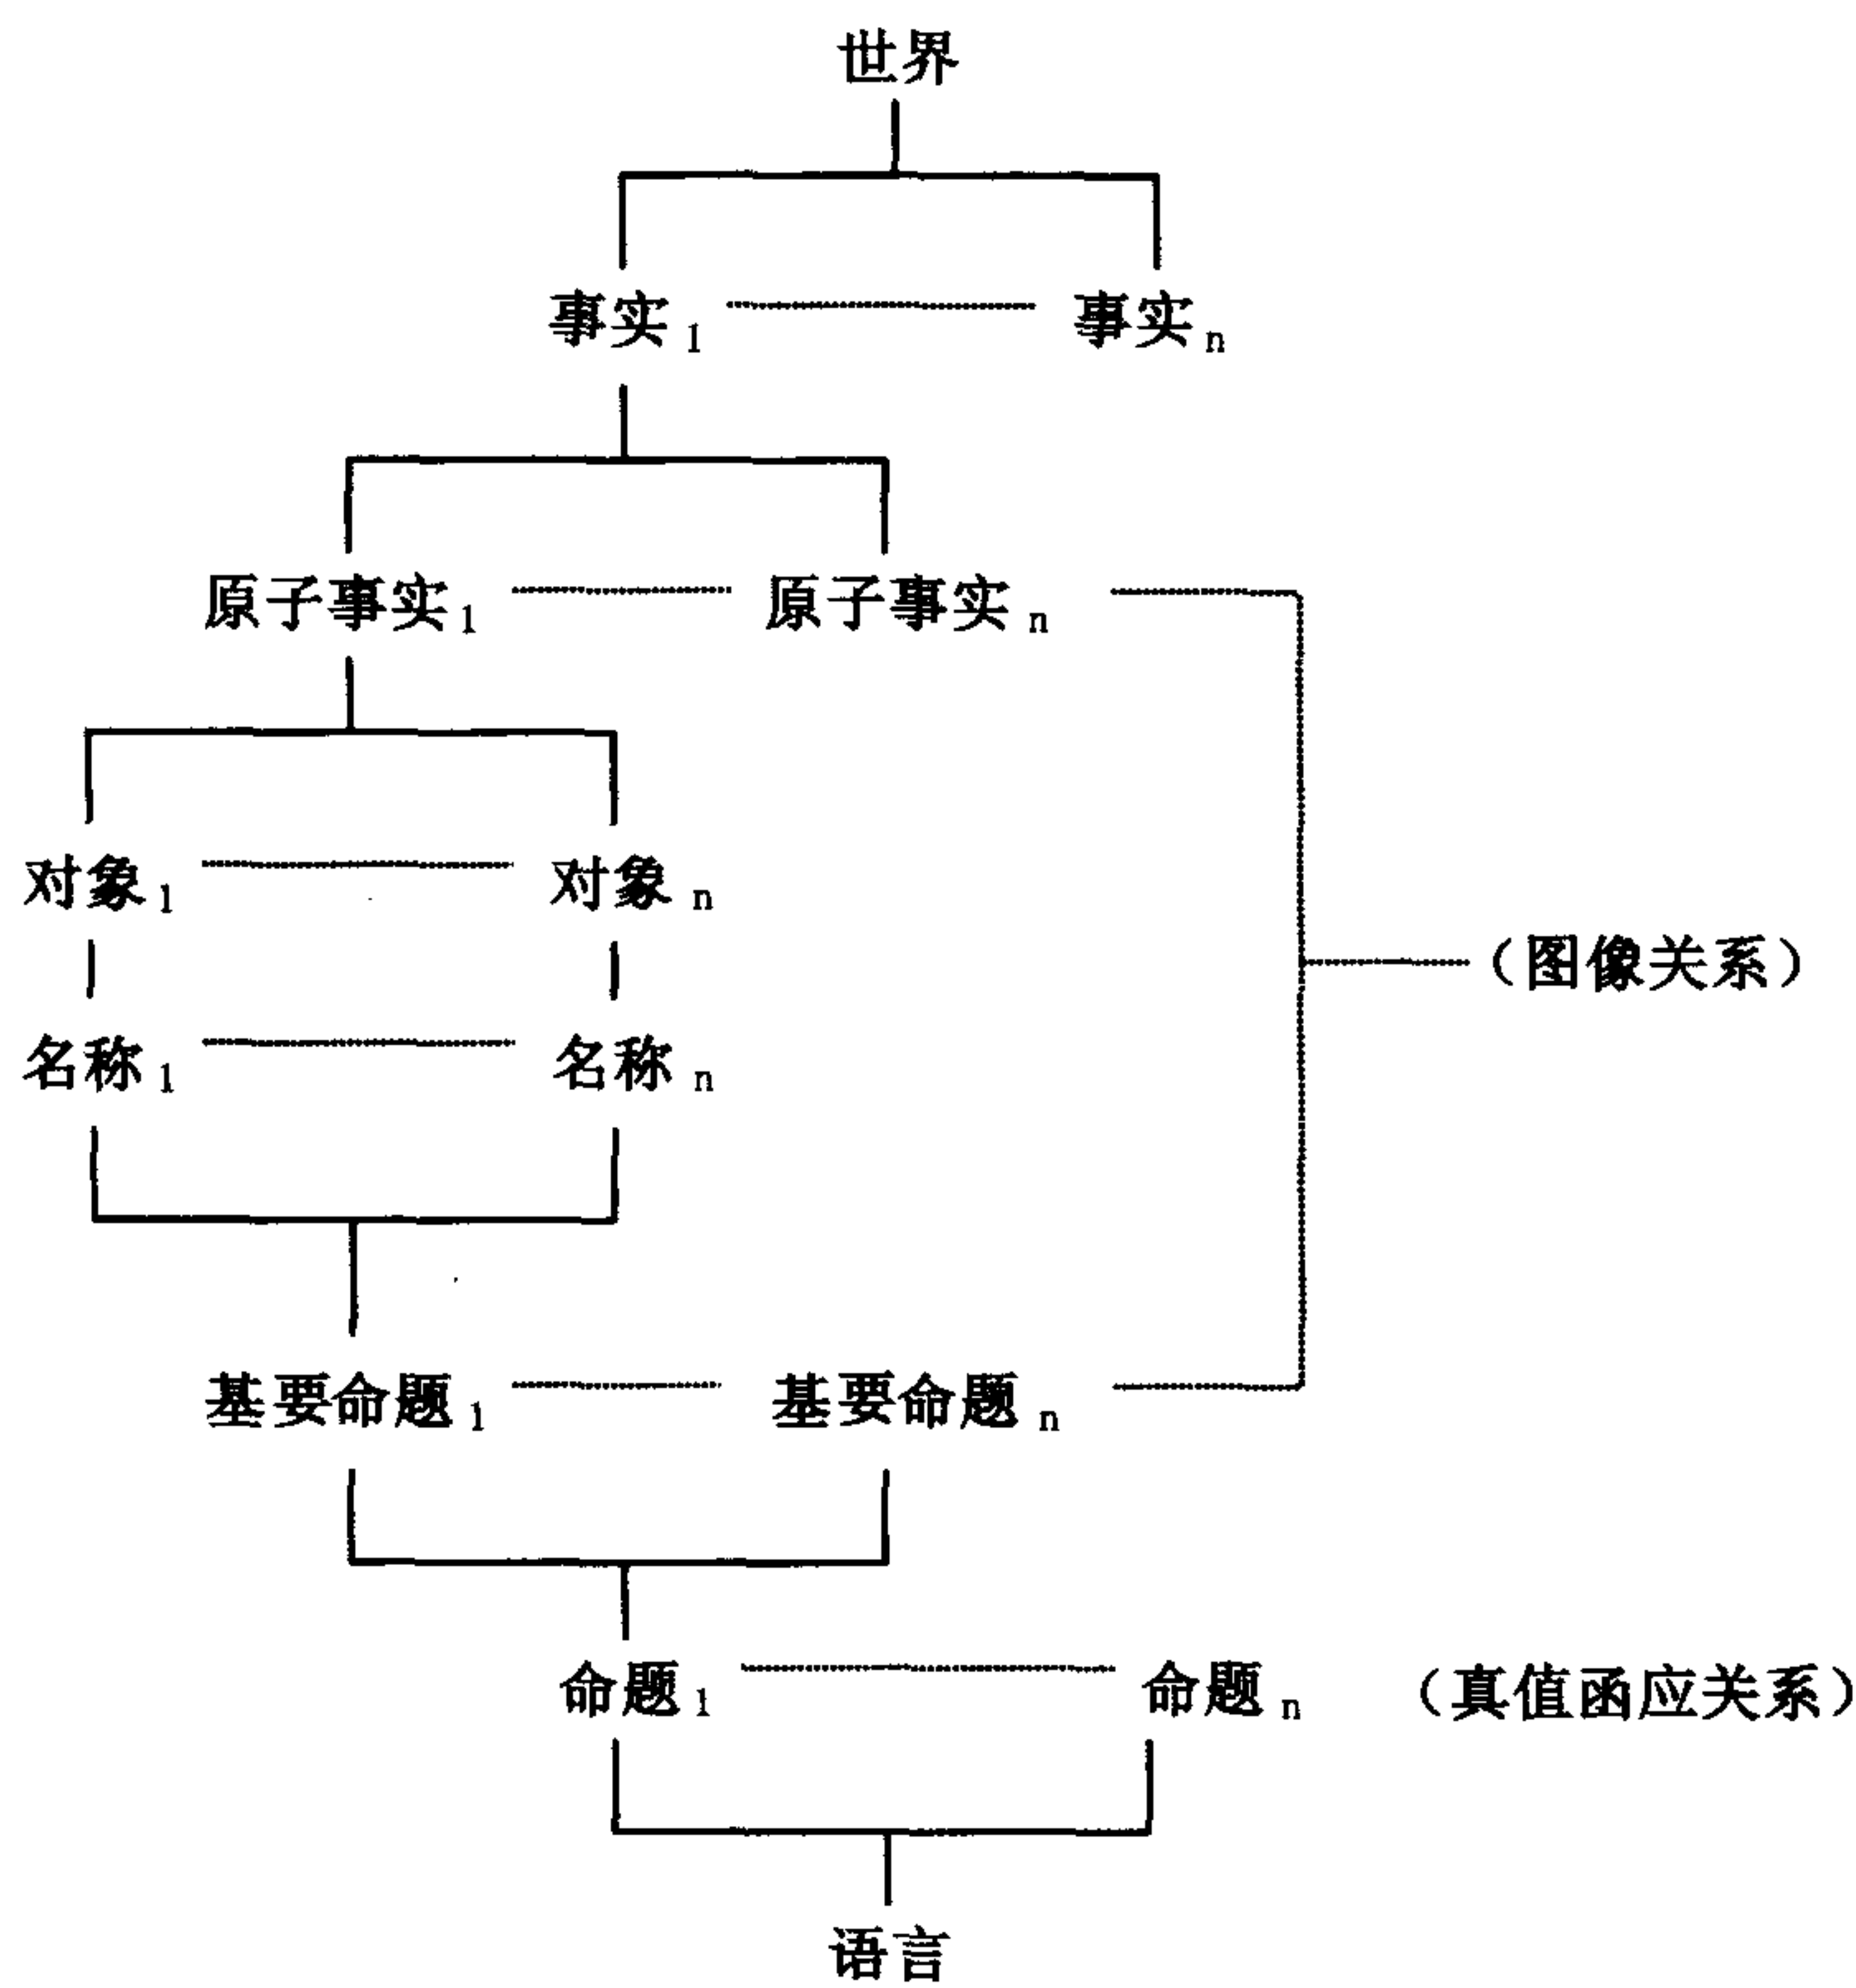 世界
事实1 事实n
原子事实1 原子事实n
对象1 对象n
(图像关系)
名称1 名称n
基要命题1 基要命题n
命题1 命题n (真值函应关系)
语言